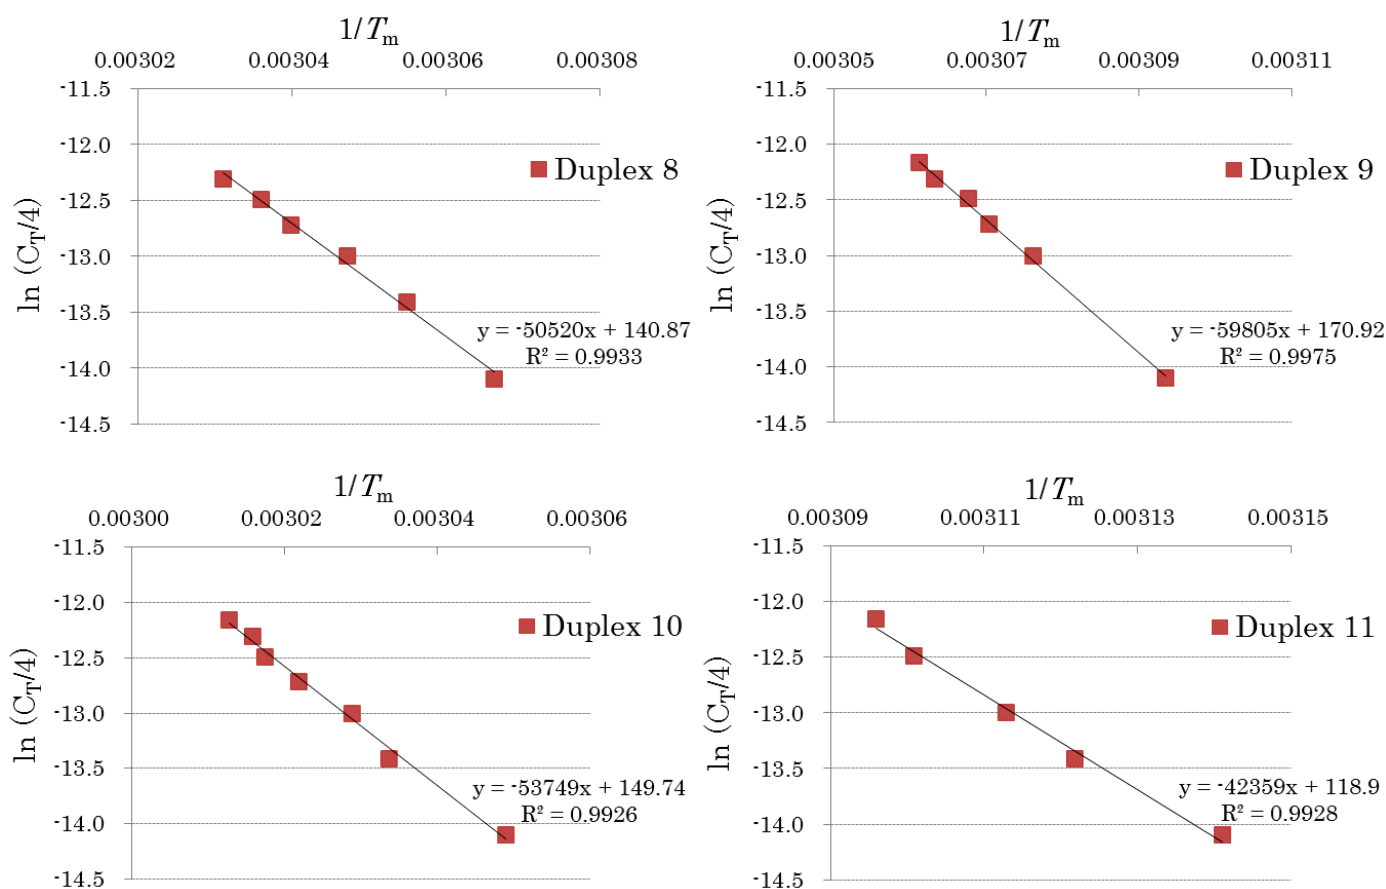 1/Tm
0.00302 0.00304 0.00306 0.00308
-11.5
-12.0
-12.5
-13.0
-13.5
-14.0
-14.5
ln (CT/4)
Duplex 8
y = -50520x + 140.87
R² = 0.9933
1/Tm
0.00305 0.00307 0.00309 0.00311
-11.5
-12.0
-12.5
-13.0
-13.5
-14.0
-14.5
ln (CT/4)
Duplex 9
y = -59805x + 170.92
R² = 0.9975
1/Tm
0.00300 0.00302 0.00304 0.00306
-11.5
-12.0
-12.5
-13.0
-13.5
-14.0
-14.5
ln (CT/4)
Duplex 10
y = -53749x + 149.74
R² = 0.9926
1/Tm
0.00309 0.00311 0.00313 0.00315
-11.5
-12.0
-12.5
-13.0
-13.5
-14.0
-14.5
ln (CT/4)
Duplex 11
y = -42359x + 118.9
R² = 0.9928